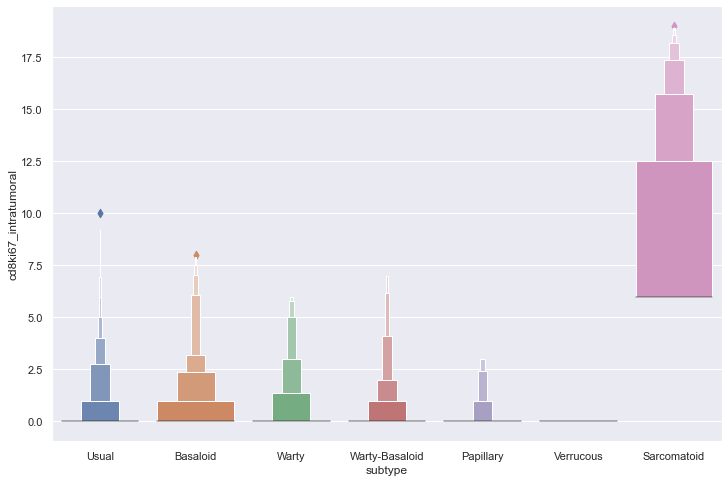 cd8ki67_intratumoral
17.5
15.0
12.5
10.0
7.5
5.0
2.5
0.0
Usual
Basaloid
Warty
Warty-Basaloid
Papillary
Verrucous
Sarcomatoid
subtype